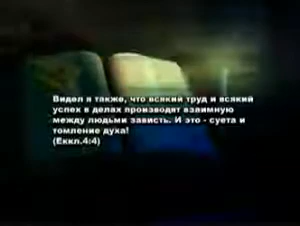 Видел я также, что всякий труд и всякий
успех в делах производят взаимную
между людьми зависть. И это - суета и
томление духа!
(Еккл.4:4)